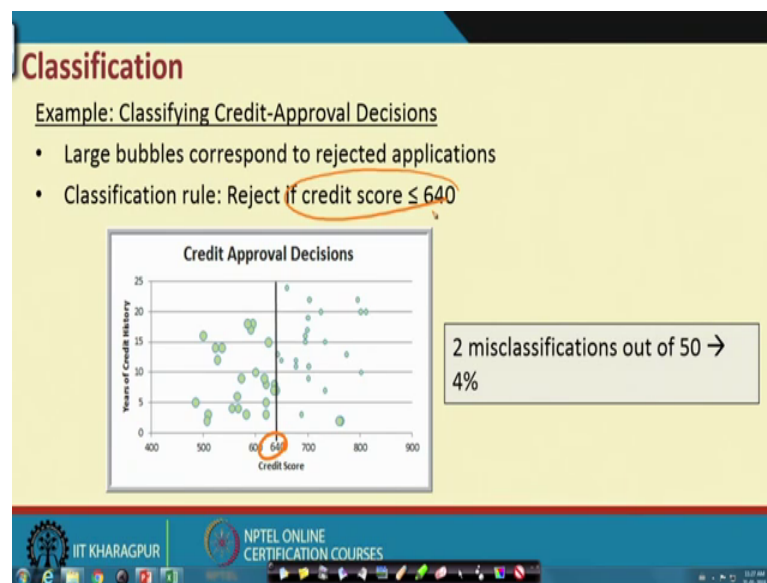 Classification
Example: Classifying Credit-Approval Decisions
• Large bubbles correspond to rejected applications
• Classification rule: Reject if credit score ≤ 640
Credit Approval Decisions
Years of Credit History
25
20
15
10
5
0
400 500 600 640 700 800 900
Credit Score
2 misclassifications out of 50 →
4%
IIT KHARAGPUR
NPTEL ONLINE
CERTIFICATION COURSES
NPTEL